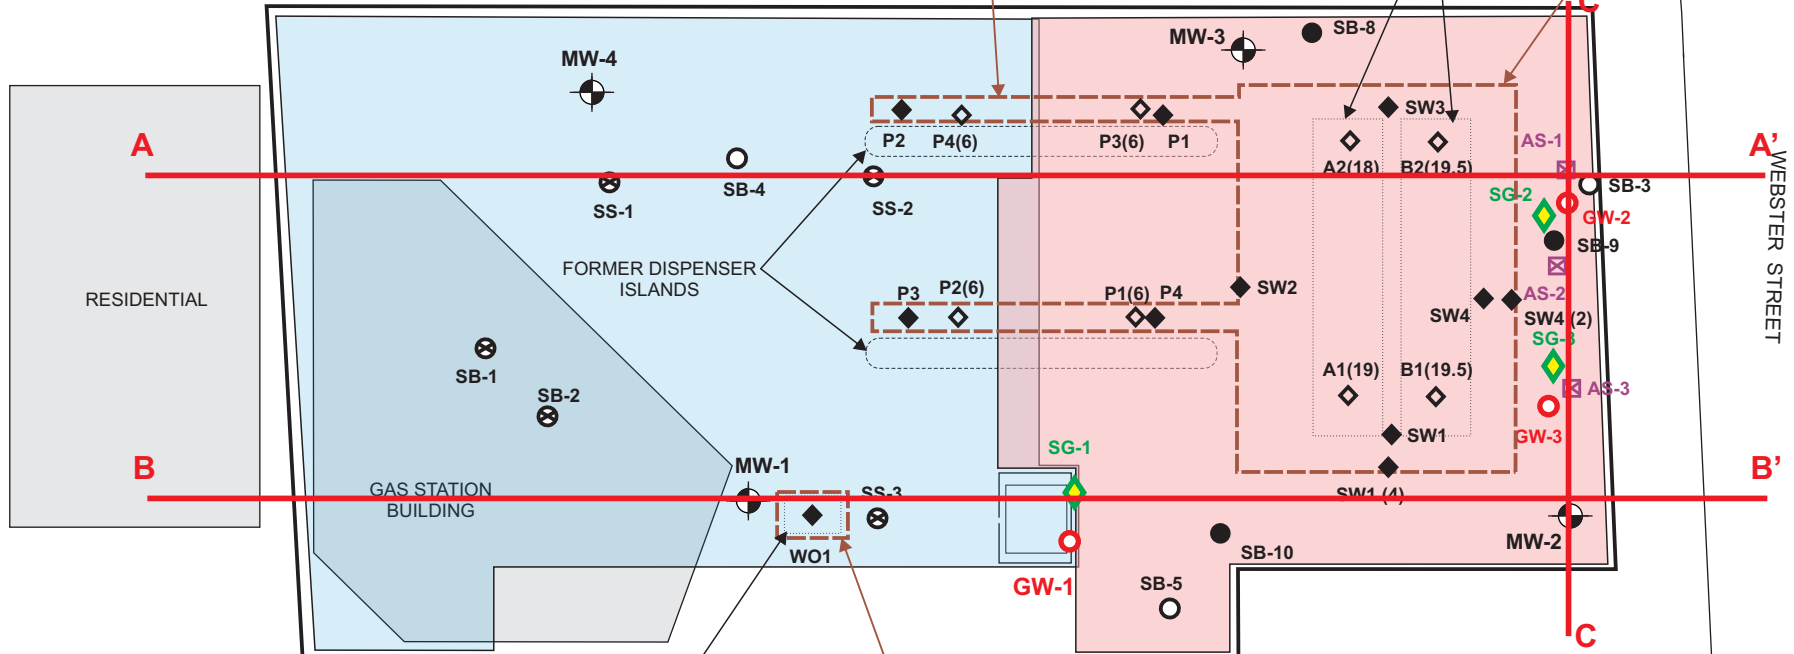 C'
SB-8
MW-3
MW-4
SW3
P2
P4(6)
P3(6)
P1
AS-1
A
A'
A2(18)
B2(19.5)
SB-4
SB-3
SS-1
SS-2
SG-2
GW-2
SB-9
WEBSTER STREET
FORMER DISPENSER
ISLANDS
RESIDENTIAL
P3
P2(6)
P1(6)
P4
SW2
AS-2
SW4
SW4 (2)
SG-3
SB-1
A1(19)
B1(19.5)
SB-2
AS-3
SW1
GW-3
SG-1
B
MW-1
B'
GAS STATION
BUILDING
SS-3
SW1 (4)
MW-2
WO1
SB-10
GW-1
SB-5
C